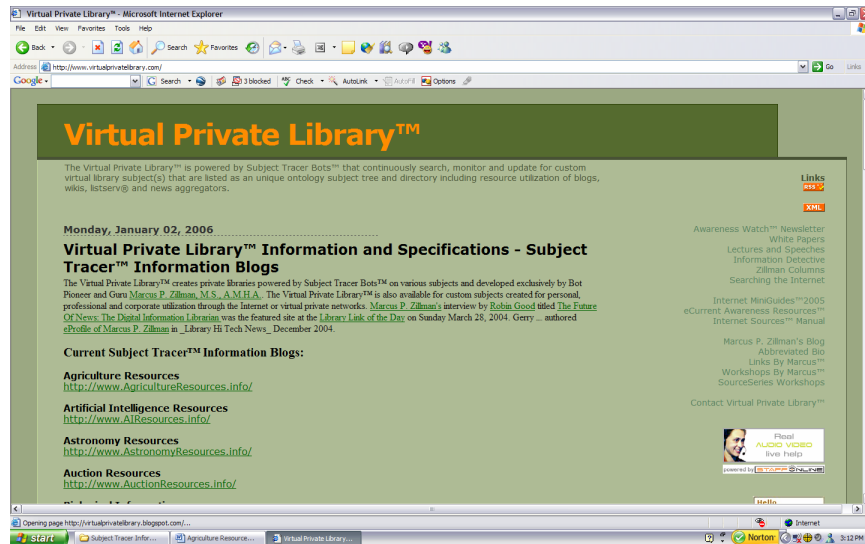 Virtual Private Library™ - Microsoft Internet Explorer
File Edit View Favorites Tools Help
Back Search Favorites
Address http://www.virtualprivatelibrary.com/ Go Links
Google Search 3 blocked Check AutoLink AutoFill Options
Virtual Private Library™
The Virtual Private Library™ is powered by Subject Tracer Bots™ that continuously search, monitor and update for custom
virtual library subject(s) that are listed as an unique ontology subject tree and directory including resource utilization of blogs,
wikis, listserv® and news aggregators.
Monday, January 02, 2006
Virtual Private Library™ Information and Specifications - Subject
Tracer™ Information Blogs
The Virtual Private Library™ creates private libraries powered by Subject Tracer Bots™ on various subjects and developed exclusively by Bot
Pioneer and Guru Marcus P. Zillman, M.S., A.M.H.A.. The Virtual Private Library™ is also available for custom subjects created for personal,
professional and corporate utilization through the Internet or virtual private networks. Marcus P. Zillman's interview by Robin Good titled The Future
Of News: The Digital Information Librarian was the featured site at the Library Link of the Day on Sunday March 28, 2004. Gerry ... authored
eProfile of Marcus P. Zillman in _Library Hi Tech News_ December 2004.
Current Subject Tracer™ Information Blogs:
Agriculture Resources
http://www.AgricultureResources.info/
Artificial Intelligence Resources
http://www.AIResources.info/
Astronomy Resources
http://www.AstronomyResources.info/
Auction Resources
http://www.AuctionResources.info/
Links
RSS
XML
Awareness Watch™ Newsletter
White Papers
Lectures and Speeches
Information Detective
Zillman Columns
Searching the Internet
Internet MiniGuides™2005
eCurrent Awareness Resources™
Internet Sources™ Manual
Marcus P. Zillman's Blog
Abbreviated Bio
Links By Marcus™
Workshops By Marcus™
SourceSeries Workshops
Contact Virtual Private Library™
Real
AUDIO VIDEO
live help
powered by STAFF ONLINE
Hello
Opening page http://virtualprivatelibrary.blogspot.com/... Internet
start Subject Tracer Infor... Agriculture Resource... Virtual Private Library... Norton 3:12 PM